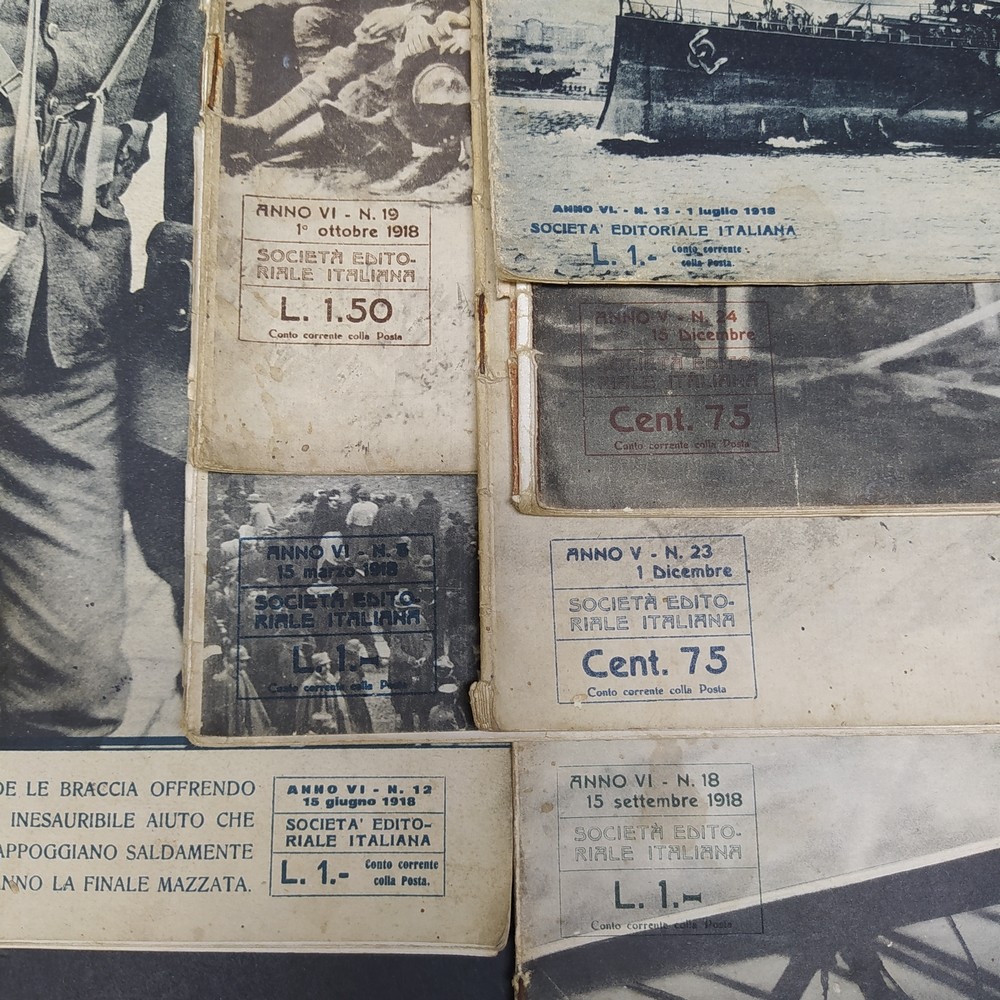 ANNO VI - N. 19
1º ottobre 1918
SOCIETÀ EDITO-
RIALE ITALIANA
L. 1.50
Conto corrente colla Posta
ANNO VI. - N. 13 - 1 luglio 1918
SOCIETA' EDITORIALE ITALIANA
L. 1.- Conto corrente
colla Posta.
ANNO V - N. 24
15 Dicembre
SOCIETÀ EDITO-
RIALE ITALIANA
Cent. 75
Conto corrente colla Posta
ANNO VI - N.
15 marzo 1918
SOCIETÀ EDITO-
RIALE ITALIANA
L. 1.-
Conto corrente colla Posta
ANNO V - N. 23
1 Dicembre
SOCIETÀ EDITO-
RIALE ITALIANA
Cent. 75
Conto corrente colla Posta
LE BRACCIA OFFRENDO
INESAURIBILE AIUTO CHE
APPOGGIANO SALDAMENTE
LA FINALE MAZZATA.
ANNO VI - N. 12
15 giugno 1918
SOCIETA' EDITO-
RIALE ITALIANA
L. 1.- Conto corrente
colla Posta.
ANNO VI - N. 18
15 settembre 1918
SOCIETÀ EDITO-
RIALE ITALIANA
L. 1.-
Conto corrente colla Posta